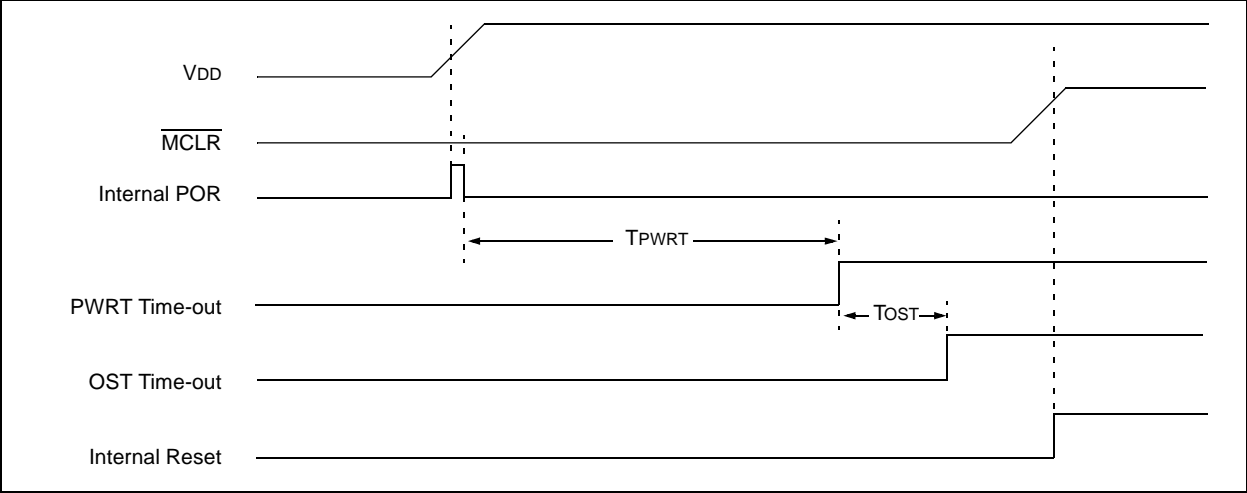 VDD
MCLR
Internal POR
TPWRT
PWRT Time-out
TOST
OST Time-out
Internal Reset